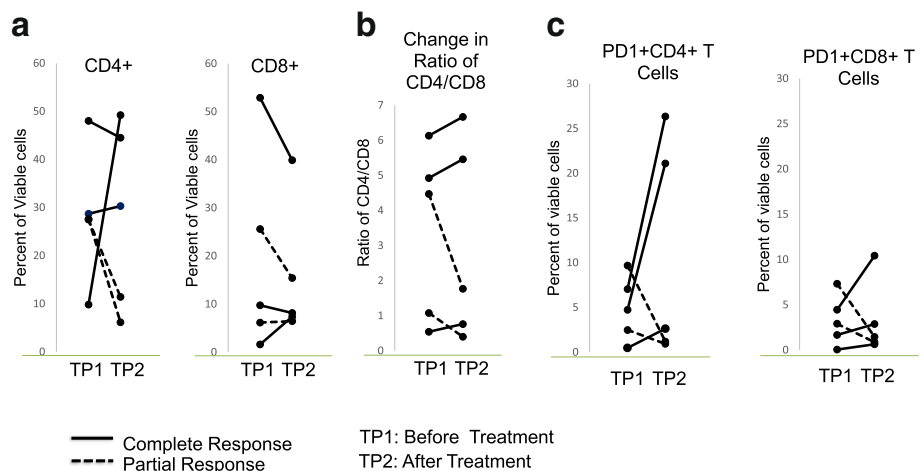 a
CD4+
Percent of Viable cells
60
50
40
30
20
10
0
TP1 TP2
CD8+
Percent of Viable cells
60
50
40
30
20
10
0
TP1 TP2
b
Change in
Ratio of
CD4/CD8
Ratio of CD4/CD8
7
6
5
4
3
2
1
0
TP1 TP2
c
PD1+CD4+ T
Cells
Percent of viable cells
30
25
20
15
10
5
0
TP1 TP2
PD1+CD8+ T
Cells
Percent of viable cells
30
25
20
15
10
5
0
TP1 TP2
Complete Response
Partial Response
TP1: Before Treatment
TP2: After Treatment